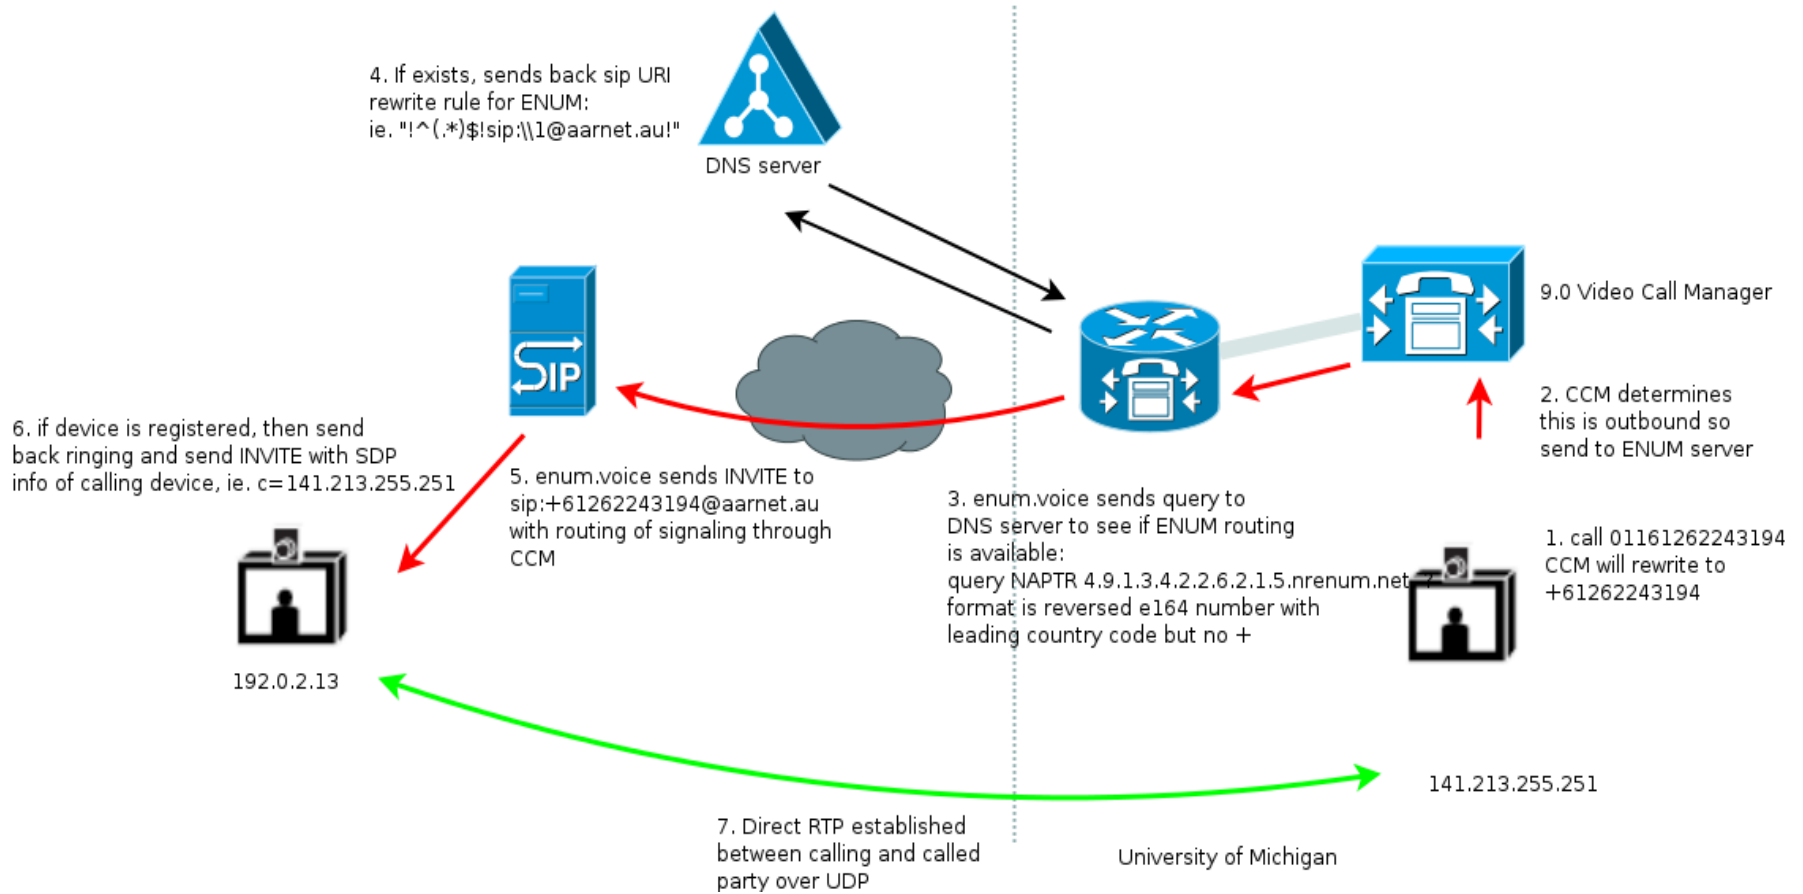 4. If exists, sends back sip URI
rewrite rule for ENUM:
ie. "!^(.*)$!sip:\\1@aarnet.au!"
DNS server
9.0 Video Call Manager
SIP
2. CCM determines
this is outbound so
send to ENUM server
6. if device is registered, then send
back ringing and send INVITE with SDP
info of calling device, ie. c=141.213.255.251
5. enum.voice sends INVITE to
sip:+61262243194@aarnet.au
with routing of signaling through
CCM
3. enum.voice sends query to
DNS server to see if ENUM routing
is available:
query NAPTR 4.9.1.3.4.2.2.6.2.1.5.nrenum.net. ?
format is reversed e164 number with
leading country code but no +
1. call 01161262243194
CCM will rewrite to
+61262243194
192.0.2.13
141.213.255.251
7. Direct RTP established
between calling and called
party over UDP
University of Michigan